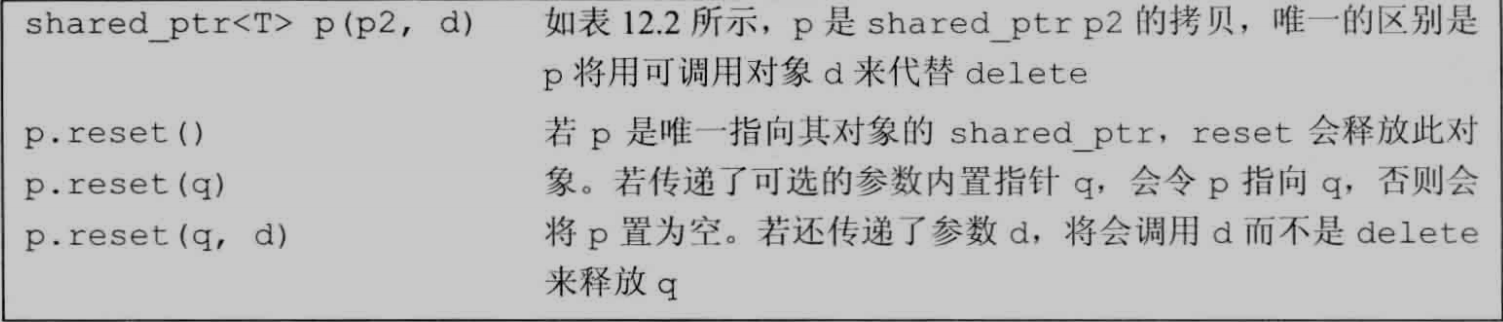 shared_ptr<T> p(p2, d) 如表 12.2 所示，p 是 shared_ptr p2 的拷贝，唯一的区别是
p 将用可调用对象 d 来代替 delete
p.reset() 若 p 是唯一指向其对象的 shared_ptr，reset 会释放此对
p.reset(q) 象。若传递了可选的参数内置指针 q，会令 p 指向 q，否则会
p.reset(q, d) 将 p 置为空。若还传递了参数 d，将会调用 d 而不是 delete
来释放 q